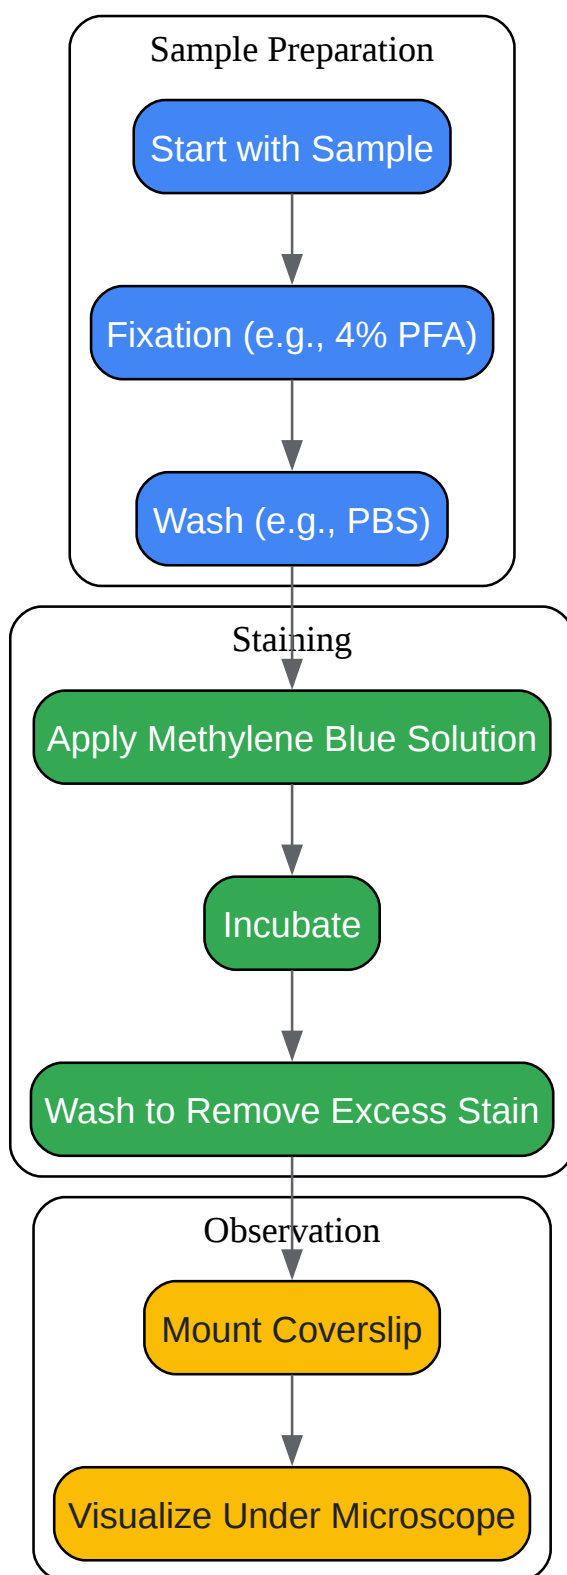 Sample Preparation
Start with Sample
Fixation (e.g., 4% PFA)
Wash (e.g., PBS)
Staining
Apply Methylene Blue Solution
Incubate
Wash to Remove Excess Stain
Observation
Mount Coverslip
Visualize Under Microscope